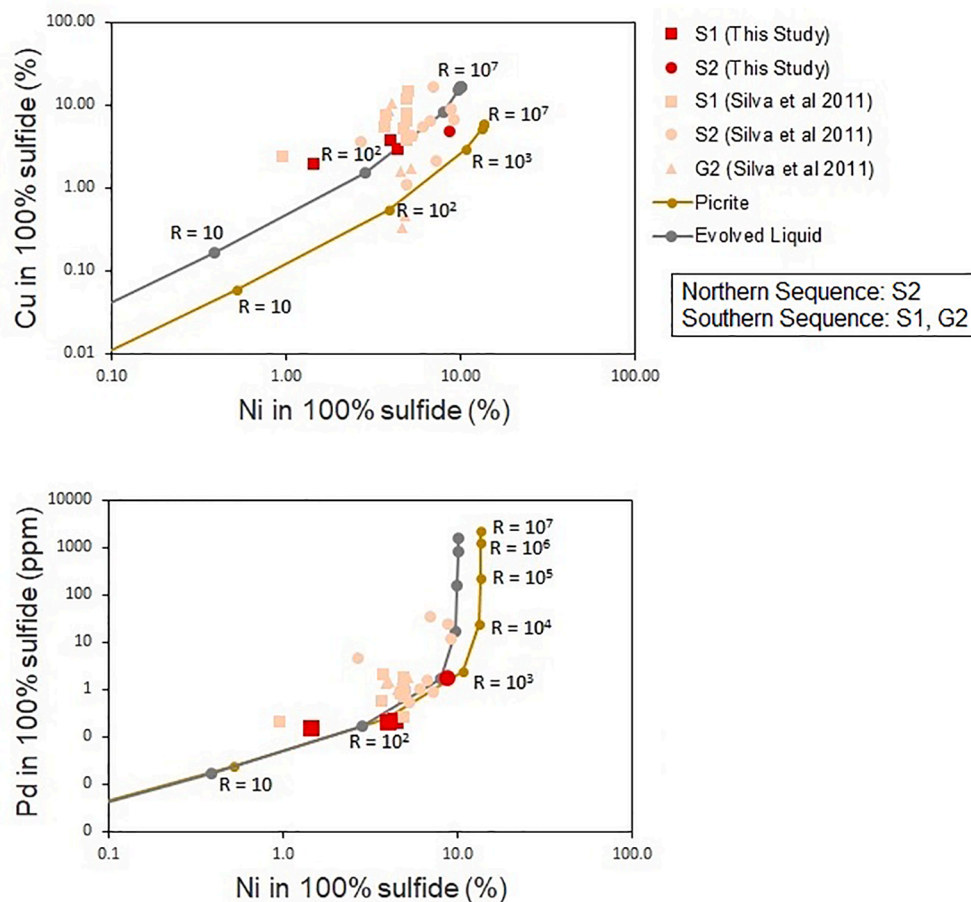 100.00
10.00
1.00
0.10
0.01
Cu in 100% sulfide (%)
R = 10
R = 10²
R = 10⁷
R = 10⁷
R = 10³
R = 10²
R = 10
0.10 1.00 10.00 100.00
Ni in 100% sulfide (%)
S1 (This Study)
S2 (This Study)
S1 (Silva et al 2011)
S2 (Silva et al 2011)
G2 (Silva et al 2011)
Picrite
Evolved Liquid
Northern Sequence: S2
Southern Sequence: S1, G2
10000
1000
100
10
1
0
0
0
Pd in 100% sulfide (ppm)
R = 10⁷
R = 10⁶
R = 10⁵
R = 10⁴
R = 10³
R = 10²
R = 10
0.1 1.0 10.0 100.0
Ni in 100% sulfide (%)